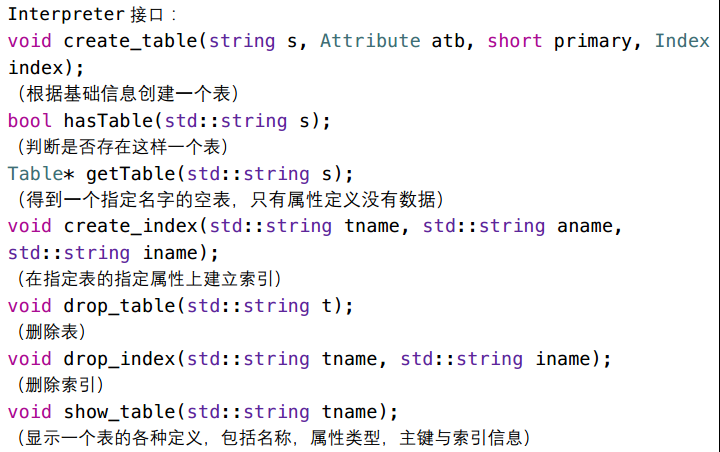 Interpreter 接口：
void create_table(string s, Attribute atb, short primary, Index
index);
（根据基础信息创建一个表）
bool hasTable(std::string s);
（判断是否存在这样一个表）
Table* getTable(std::string s);
（得到一个指定名字的空表，只有属性定义没有数据）
void create_index(std::string tname, std::string aname,
std::string iname);
（在指定表的指定属性上建立索引）
void drop_table(std::string t);
（删除表）
void drop_index(std::string tname, std::string iname);
（删除索引）
void show_table(std::string tname);
（显示一个表的各种定义，包括名称，属性类型，主键与索引信息）